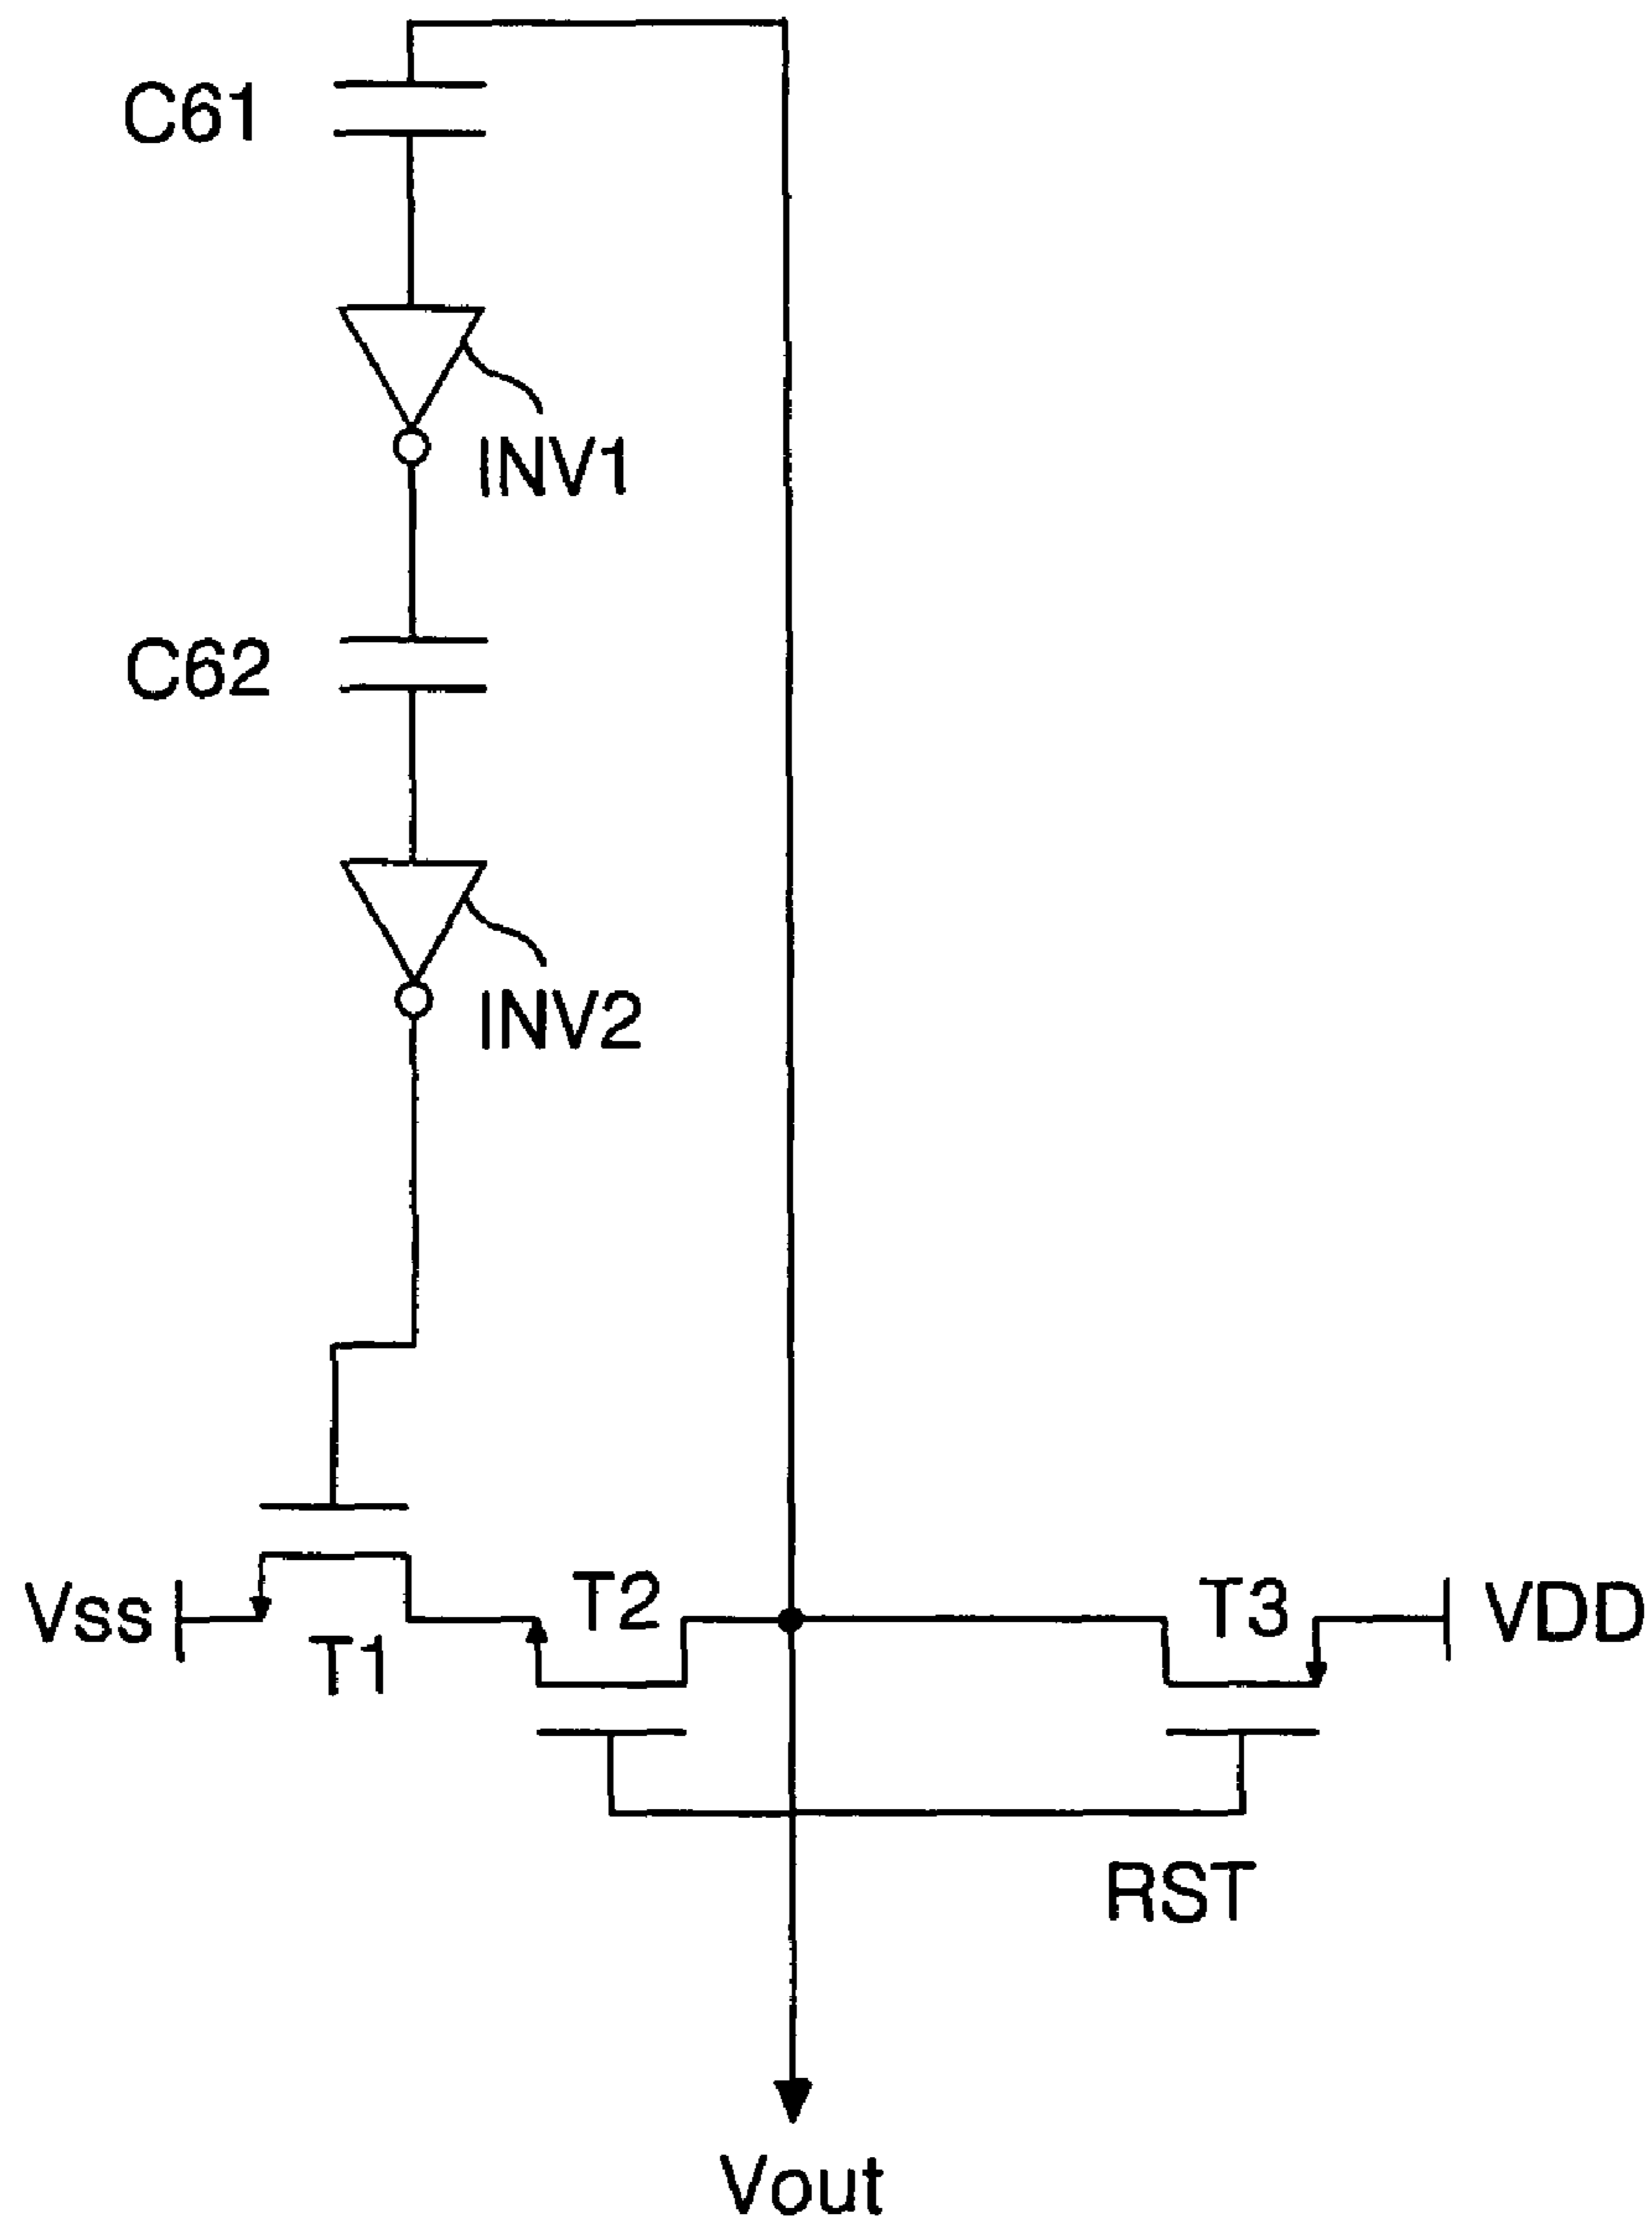 C61
INV1
C62
INV2
Vss
T1
T2
T3
VDD
RST
Vout